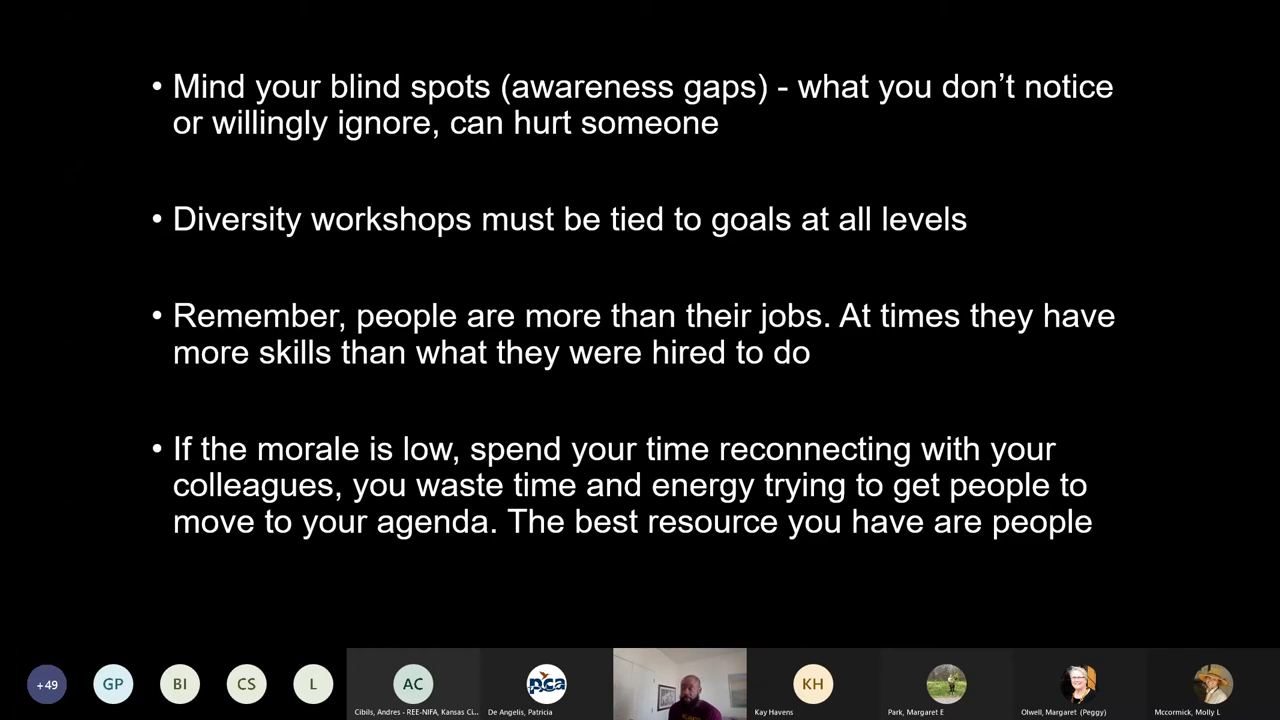 • Mind your blind spots (awareness gaps) - what you don’t notice
or willingly ignore, can hurt someone
• Diversity workshops must be tied to goals at all levels
• Remember, people are more than their jobs. At times they have
more skills than what they were hired to do
• If the morale is low, spend your time reconnecting with your
colleagues, you waste time and energy trying to get people to
move to your agenda. The best resource you have are people
+49
GP
BI
CS
L
AC
pca
KH
Cibils, Andres - REE-NIFA, Kansas Ci...
De Angelis, Patricia
Kay Havens
Park, Margaret E
Olwell, Margaret (Peggy)
Mccormick, Molly L